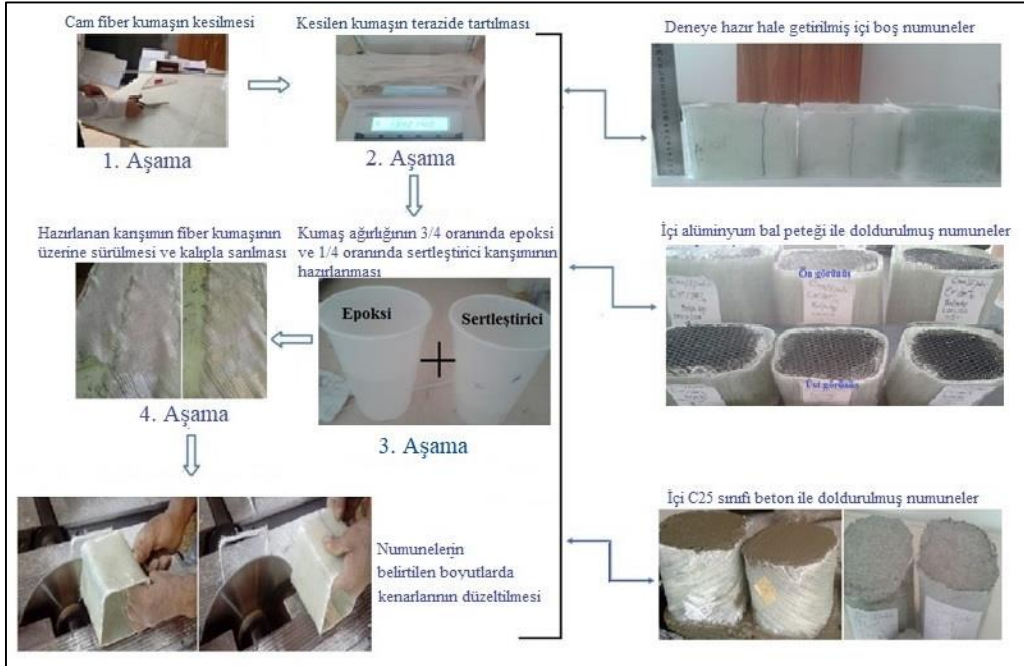 Cam fiber kumaşın kesilmesi
1. Aşama
Kesilen kumaşın terazide tartılması
2. Aşama
Kumaş ağırlığının 3/4 oranında epoksi
ve 1/4 oranında sertleştirici karışımının
hazırlanması
Epoksi
+
Sertleştirici
3. Aşama
Hazırlanan karışımın fiber kumaşının
üzerine sürülmesi ve kalıpla sarılması
4. Aşama
Numunelerin
belirtilen boyutlarda
kenarlarının düzeltilmesi
Deneye hazır hale getirilmiş içi boş numuneler
İçi alüminyum bal peteği ile doldurulmuş numuneler
Ön görünüş
Üst görünüş
İçi C25 sınıfi beton ile doldurulmuş numuneler